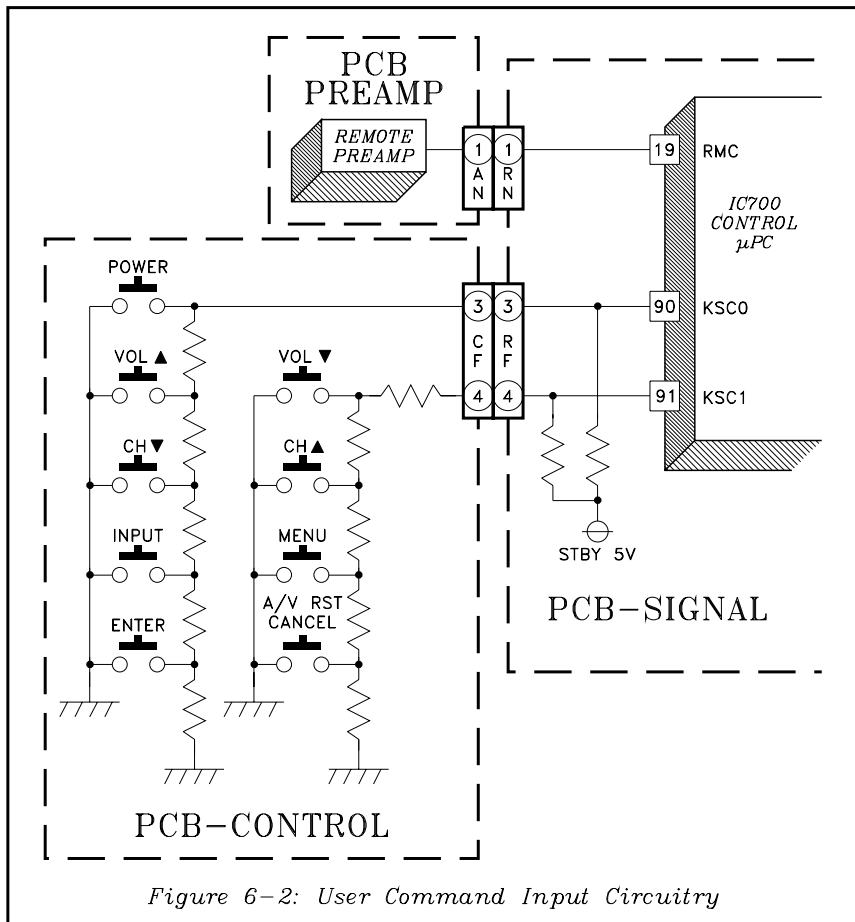 PCB
PREAMP
REMOTE
PREAMP
1 1
A R
N N
19 RMC
IC700
CONTROL
μPC
POWER
3 3
90 KSC0
C R
F F
VOL ▲
VOL ▼
4 4
91 KSC1
CH ▼
CH ▲
INPUT
MENU
STBY 5V
ENTER
A/V RST
CANCEL
PCB-SIGNAL
PCB-CONTROL
Figure 6-2: User Command Input Circuitry